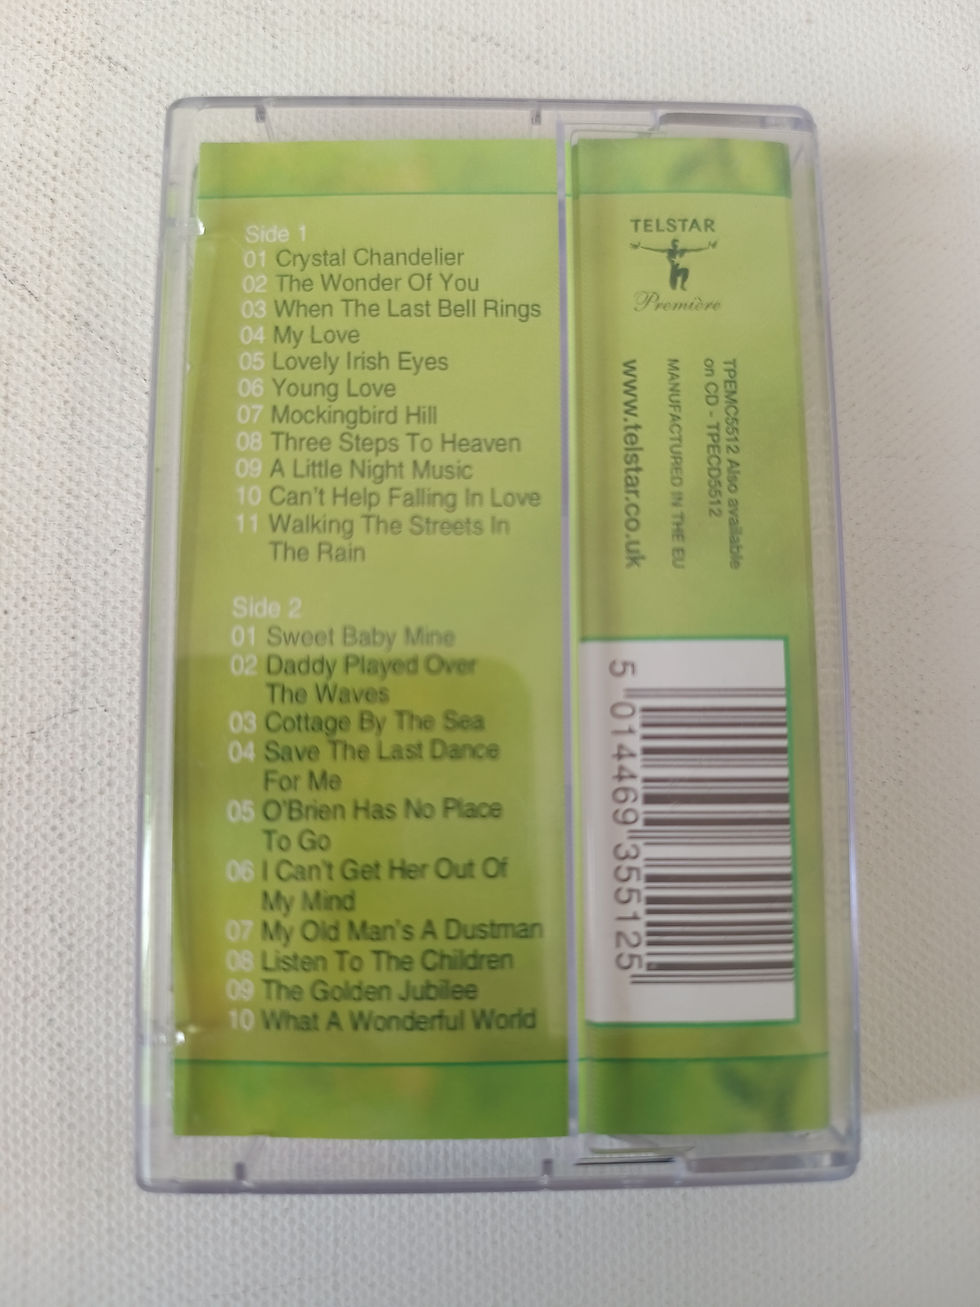 Side 1
01 Crystal Chandelier
02 The Wonder Of You
03 When The Last Bell Rings
04 My Love
05 Lovely Irish Eyes
06 Young Love
07 Mockingbird Hill
08 Three Steps To Heaven
09 A Little Night Music
10 Can't Help Falling In Love
11 Walking The Streets In
The Rain
Side 2
01 Sweet Baby Mine
02 Daddy Played Over
The Waves
03 Cottage By The Sea
04 Save The Last Dance
For Me
05 O'Brien Has No Place
To Go
06 I Can't Get Her Out Of
My Mind
07 My Old Man's A Dustman
08 Listen To The Children
09 The Golden Jubilee
10 What A Wonderful World
TELSTAR
Première
TPEMC5512 Also available
on CD - TPECD5512
MANUFACTURED IN THE EU
www.telstar.co.uk
5 014469 355125